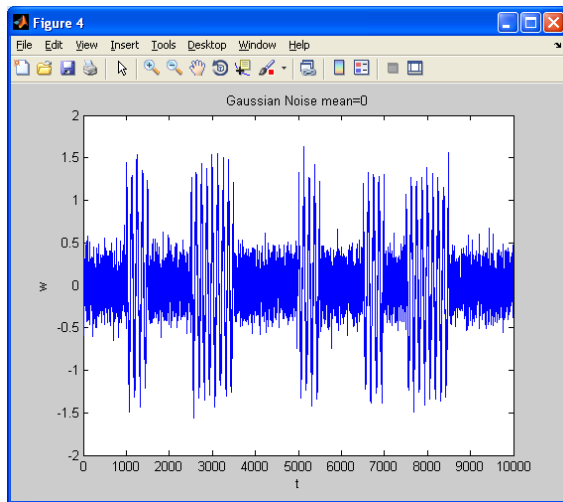 Figure 4
File Edit View Insert Tools Desktop Window Help
Gaussian Noise mean=0
2
1.5
1
0.5
0
-0.5
-1
-1.5
-2
w
0 1000 2000 3000 4000 5000 6000 7000 8000 9000 10000
t